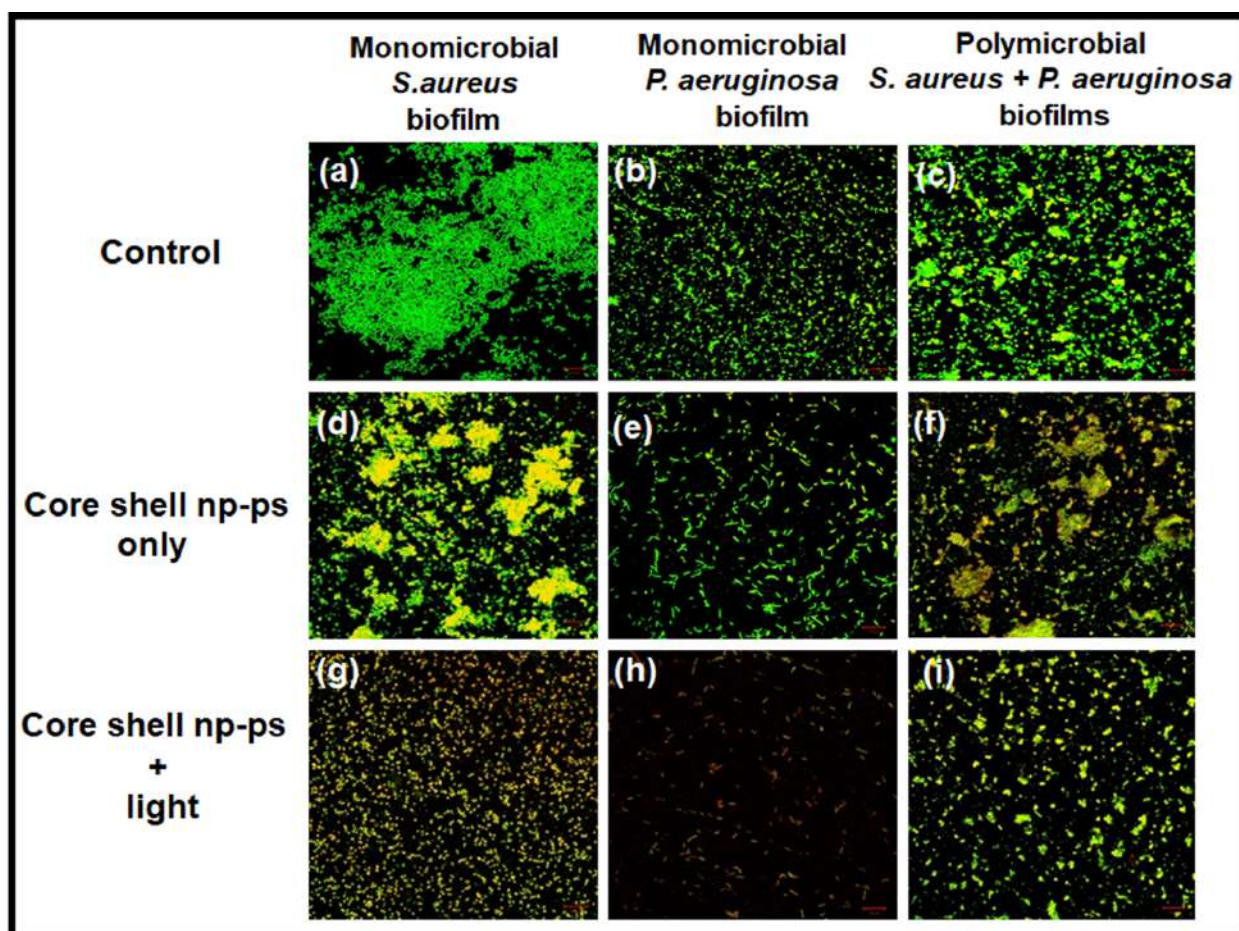 Monomicrobial
S.aureus
biofilm
Monomicrobial
P. aeruginosa
biofilm
Polymicrobial
S. aureus + P. aeruginosa
biofilms
Control
(a)
(b)
(c)
Core shell np-ps
only
(d)
(e)
(f)
Core shell np-ps
+
light
(g)
(h)
(i)